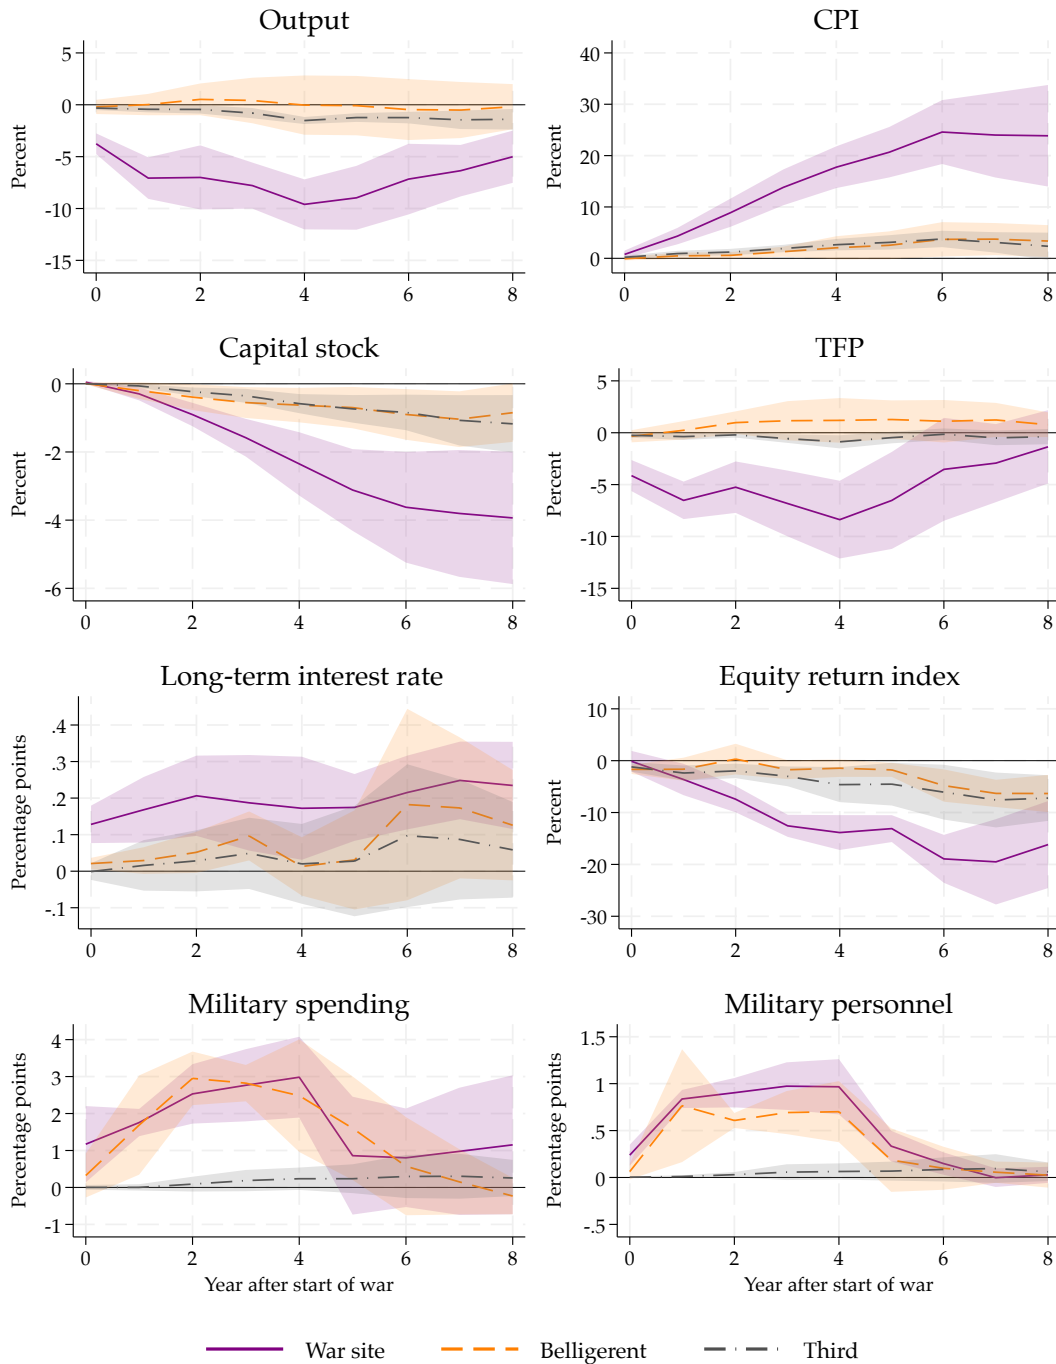 Output
CPI
Percent
5
0
-5
-10
-15
0 2 4 6 8
Percent
40
30
20
10
0
0 2 4 6 8
Capital stock
TFP
Percent
0
-2
-4
-6
0 2 4 6 8
Percent
5
0
-5
-10
-15
0 2 4 6 8
Long-term interest rate
Equity return index
Percentage points
.4
.3
.2
.1
0
-.1
0 2 4 6 8
Percent
10
0
-10
-20
-30
0 2 4 6 8
Military spending
Military personnel
Percentage points
4
3
2
1
0
-1
0 2 4 6 8
Year after start of war
Percentage points
1.5
1
.5
0
-.5
0 2 4 6 8
Year after start of war
War site Belligerent Third